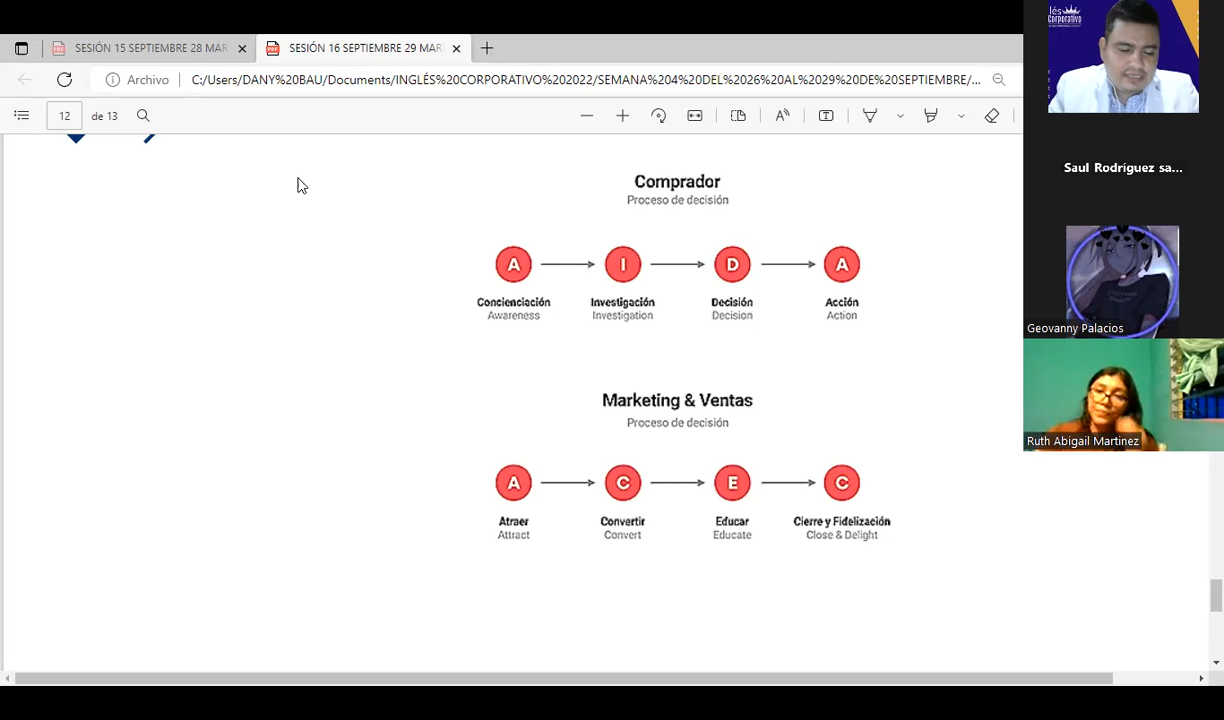 SESIÓN 15 SEPTIEMBRE 28 MAR
SESIÓN 16 SEPTIEMBRE 29 MAR
Archivo
C:/Users/DANY%20BAU/Documents/INGLÉS%20CORPORATIVO%202022/SEMANA%204%20DEL%2026%20AL%2029%20DE%20SEPTIEMBRE/...
12 de 13
Comprador
Proceso de decisión
A I D A
Concienciación Investigación Decisión Acción
Awareness Investigation Decision Action
Marketing & Ventas
Proceso de decisión
A C E C
Atraer Convertir Educar Cierre y Fidelización
Attract Convert Educate Close & Delight
lés
Corporativo
Saul Rodríguez sa...
Geovanny Palacios
Ruth Abigail Martinez